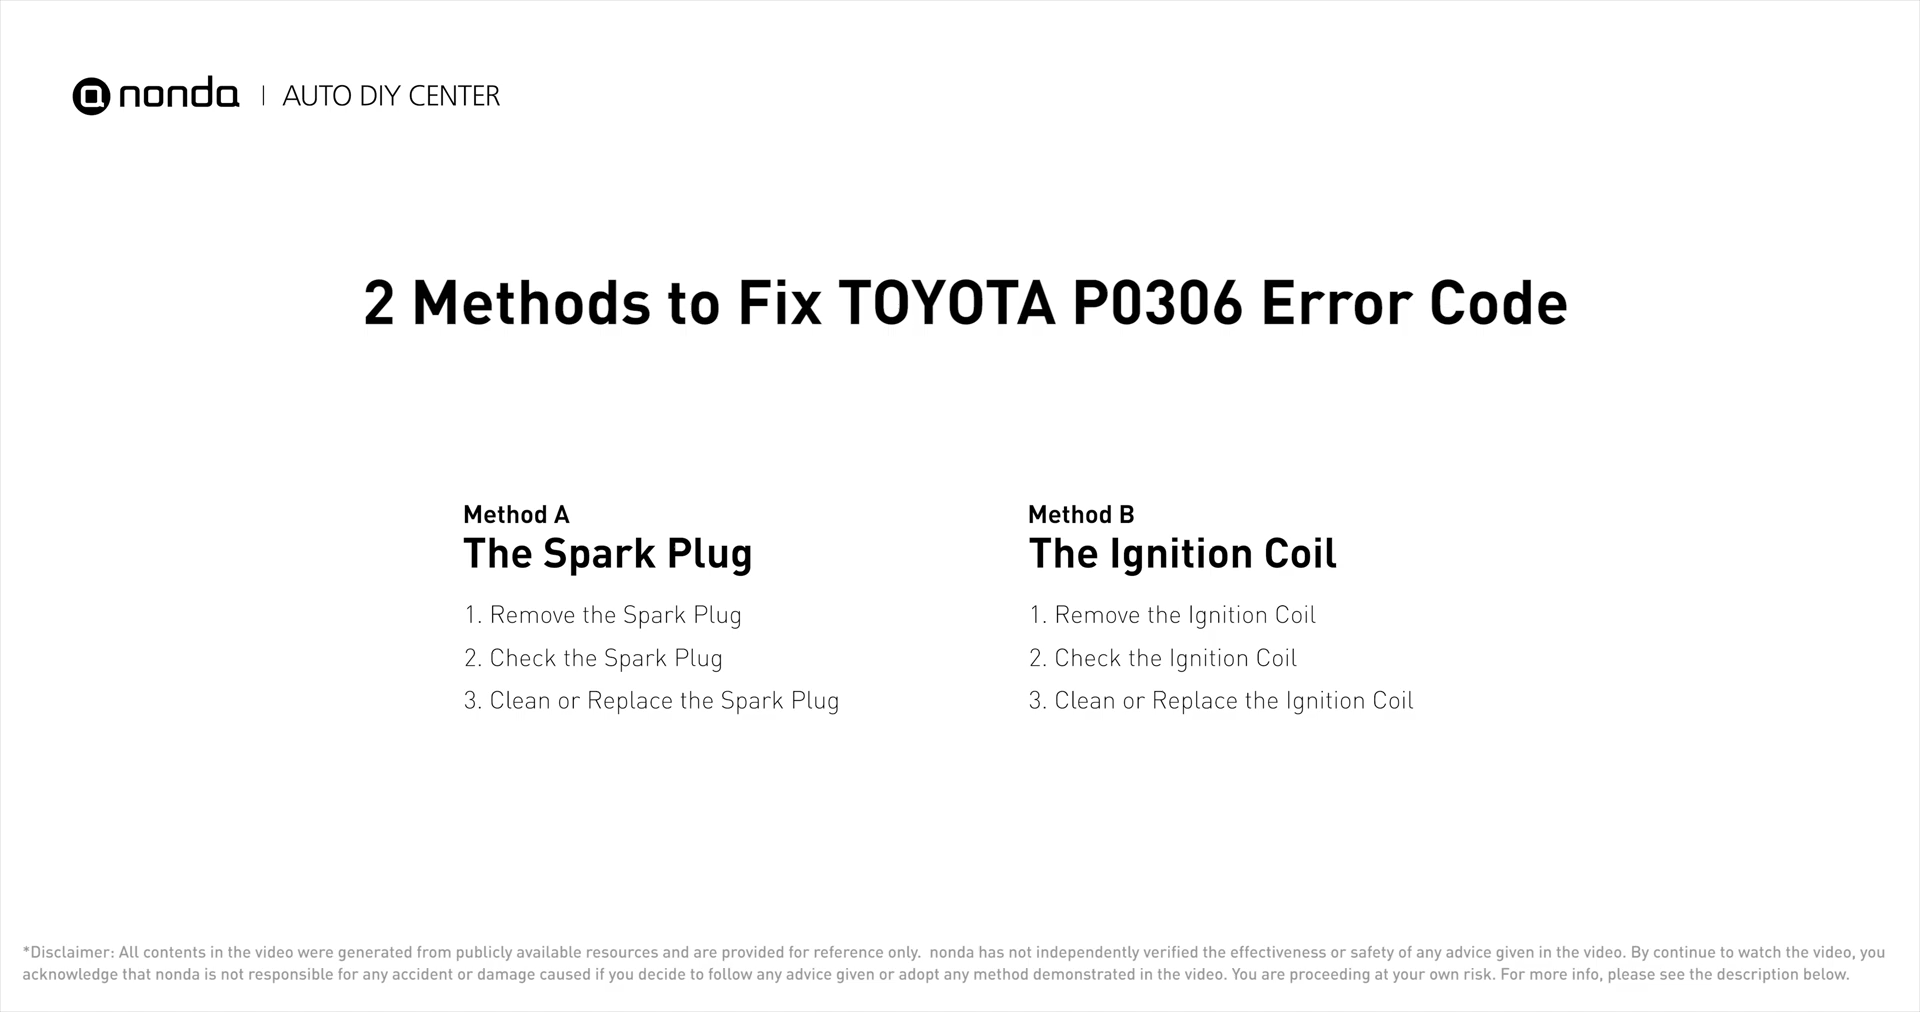 nonda | AUTO DIY CENTER
2 Methods to Fix TOYOTA P0306 Error Code
Method A
The Spark Plug
1. Remove the Spark Plug
2. Check the Spark Plug
3. Clean or Replace the Spark Plug
Method B
The Ignition Coil
1. Remove the Ignition Coil
2. Check the Ignition Coil
3. Clean or Replace the Ignition Coil
*Disclaimer: All contents in the video were generated from publicly available resources and are provided for reference only.  nonda has not independently verified the effectiveness or safety of any advice given in the video. By continue to watch the video, you
acknowledge that nonda is not responsible for any accident or damage caused if you decide to follow any advice given or adopt any method demonstrated in the video. You are proceeding at your own risk. For more info, please see the description below.